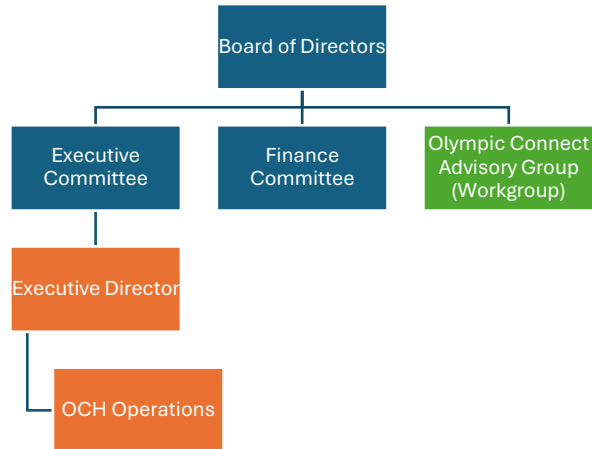 Board of Directors
Executive
Committee
Finance
Committee
Olympic Connect
Advisory Group
(Workgroup)
Executive Director
OCH Operations